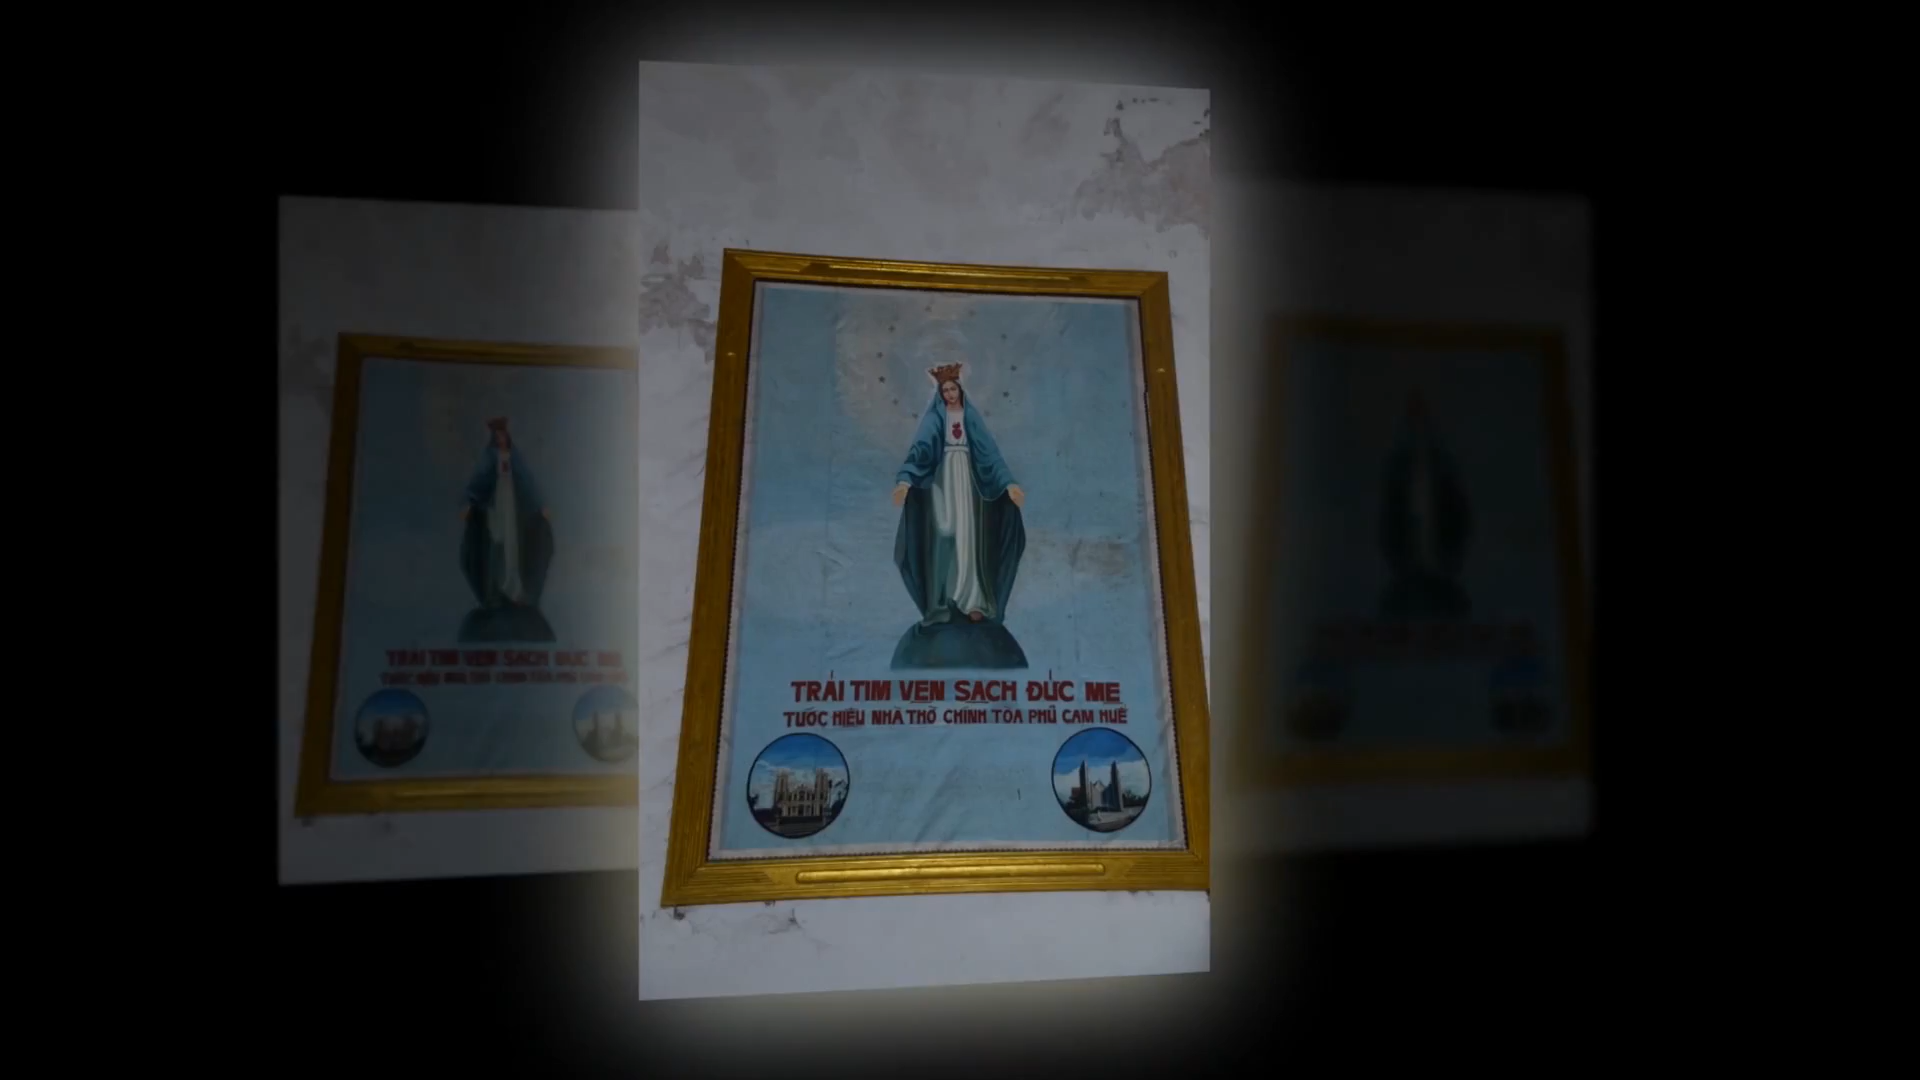 TRÁI TIM VẸN SẠCH ĐỨC MẸ
TƯỚC HIỆU NHÀ THỜ CHÍNH TÒA PHỦ CAM HUẾ